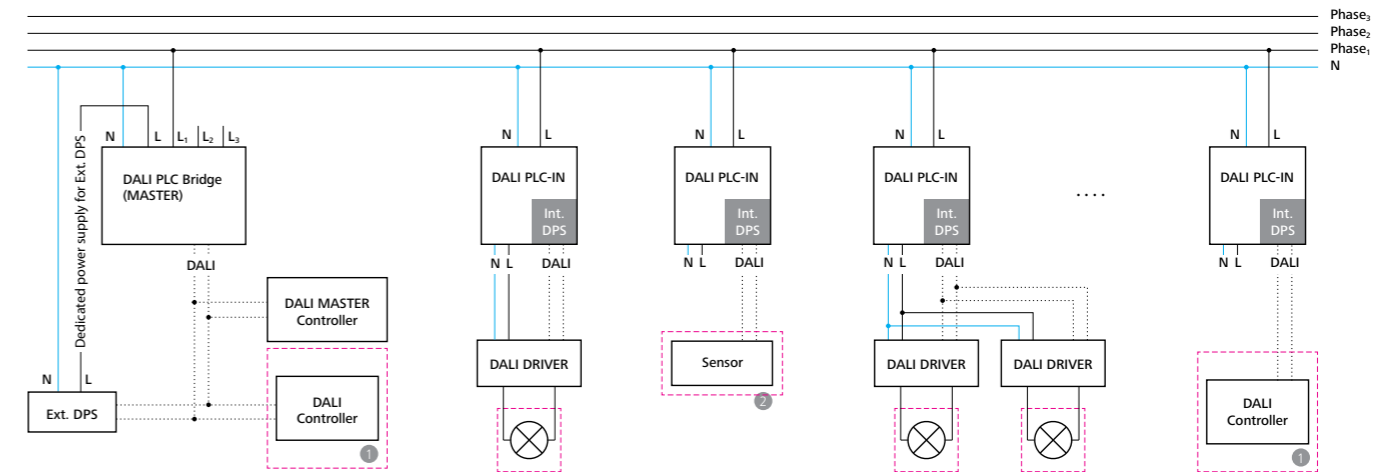 Phase₃
Phase₂
Phase₁
N
Dedicated power supply for Ext. DPS
N L L₁ L₂ L₃
DALI PLC Bridge
(MASTER)
DALI
DALI MASTER
Controller
DALI
Controller
1
N L
Ext. DPS
N L
DALI PLC-IN
Int.
DPS
N L DALI
DALI DRIVER
N L
DALI PLC-IN
Int.
DPS
N L DALI
Sensor
2
N L
DALI PLC-IN
Int.
DPS
N L DALI
DALI DRIVER
DALI DRIVER
....
N L
DALI PLC-IN
Int.
DPS
N L DALI
DALI
Controller
1